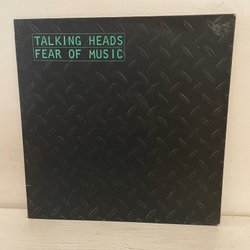 TALKING HEADS
FEAR OF MUSIC